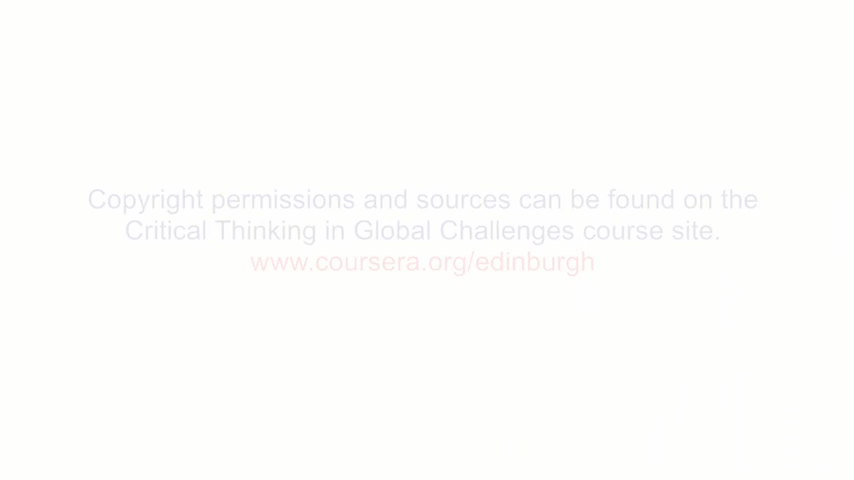 Copyright permissions and sources can be found on the
Critical Thinking in Global Challenges course site.
www.coursera.org/edinburgh